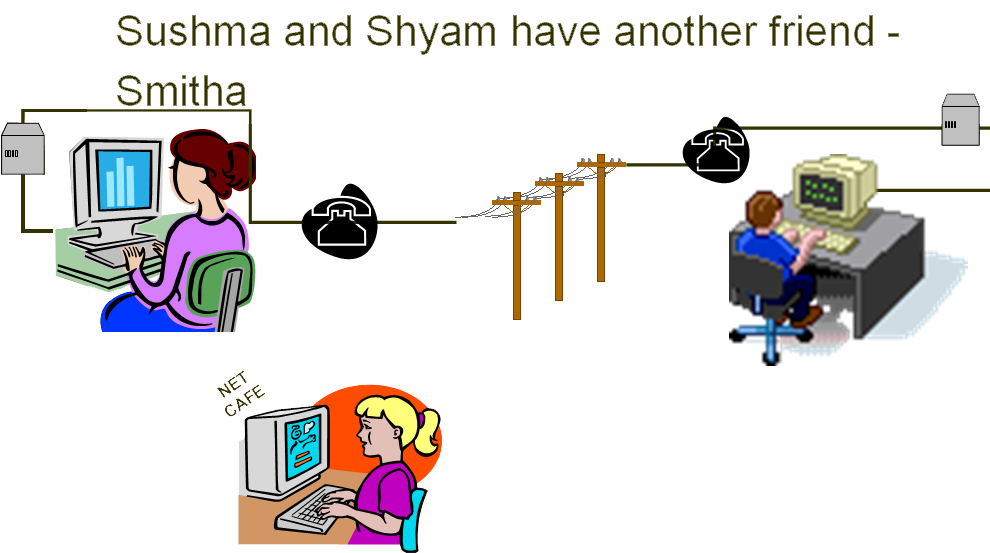 Sushma and Shyam have another friend -
Smitha
NET
CAFE